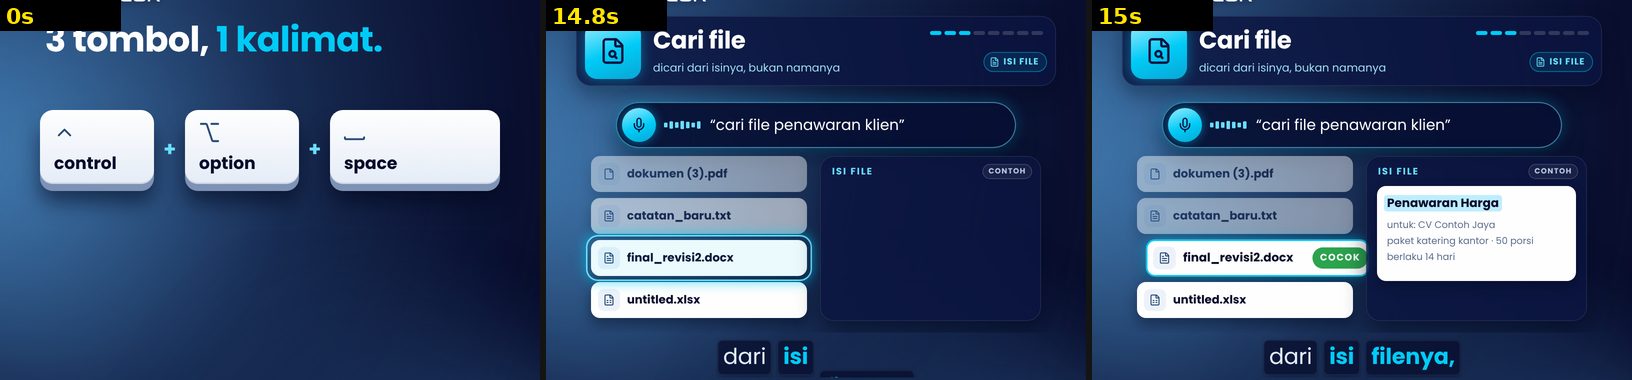 0s
3 tombol, 1 kalimat.
control + option + space
14.8s
Cari file
dicari dari isinya, bukan namanya
ISI FILE
“cari file penawaran klien”
dokumen (3).pdf
catatan_baru.txt
final_revisi2.docx
untitled.xlsx
ISI FILE
CONTOH
dari isi
15s
Cari file
dicari dari isinya, bukan namanya
ISI FILE
“cari file penawaran klien”
dokumen (3).pdf
catatan_baru.txt
final_revisi2.docx COCOK
untitled.xlsx
ISI FILE
CONTOH
Penawaran Harga
untuk: CV Contoh Jaya
paket katering kantor · 50 porsi
berlaku 14 hari
dari isi filenya,